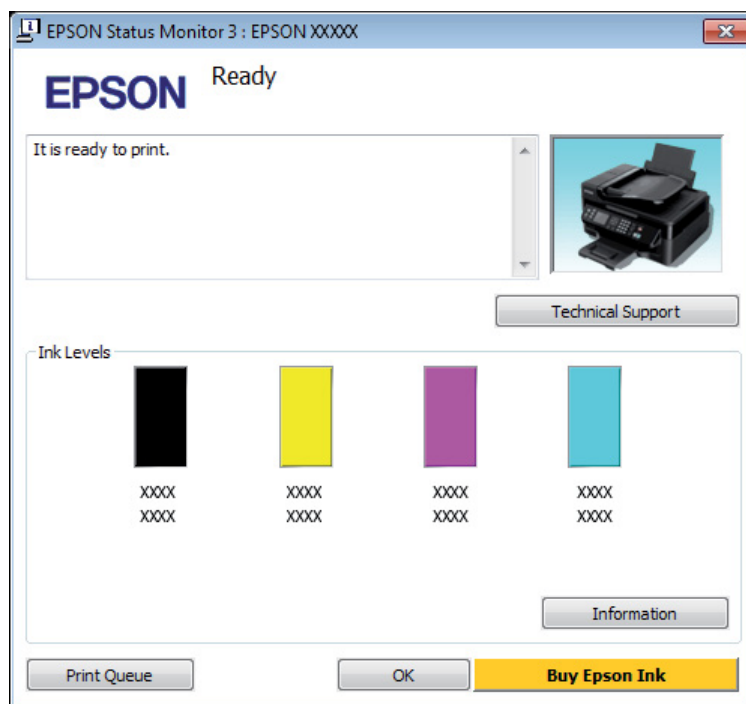 EPSON Status Monitor 3 : EPSON XXXXX
EPSON
Ready
It is ready to print.
Technical Support
Ink Levels
XXXX XXXX XXXX XXXX
XXXX XXXX XXXX XXXX
Information
Print Queue OK Buy Epson Ink